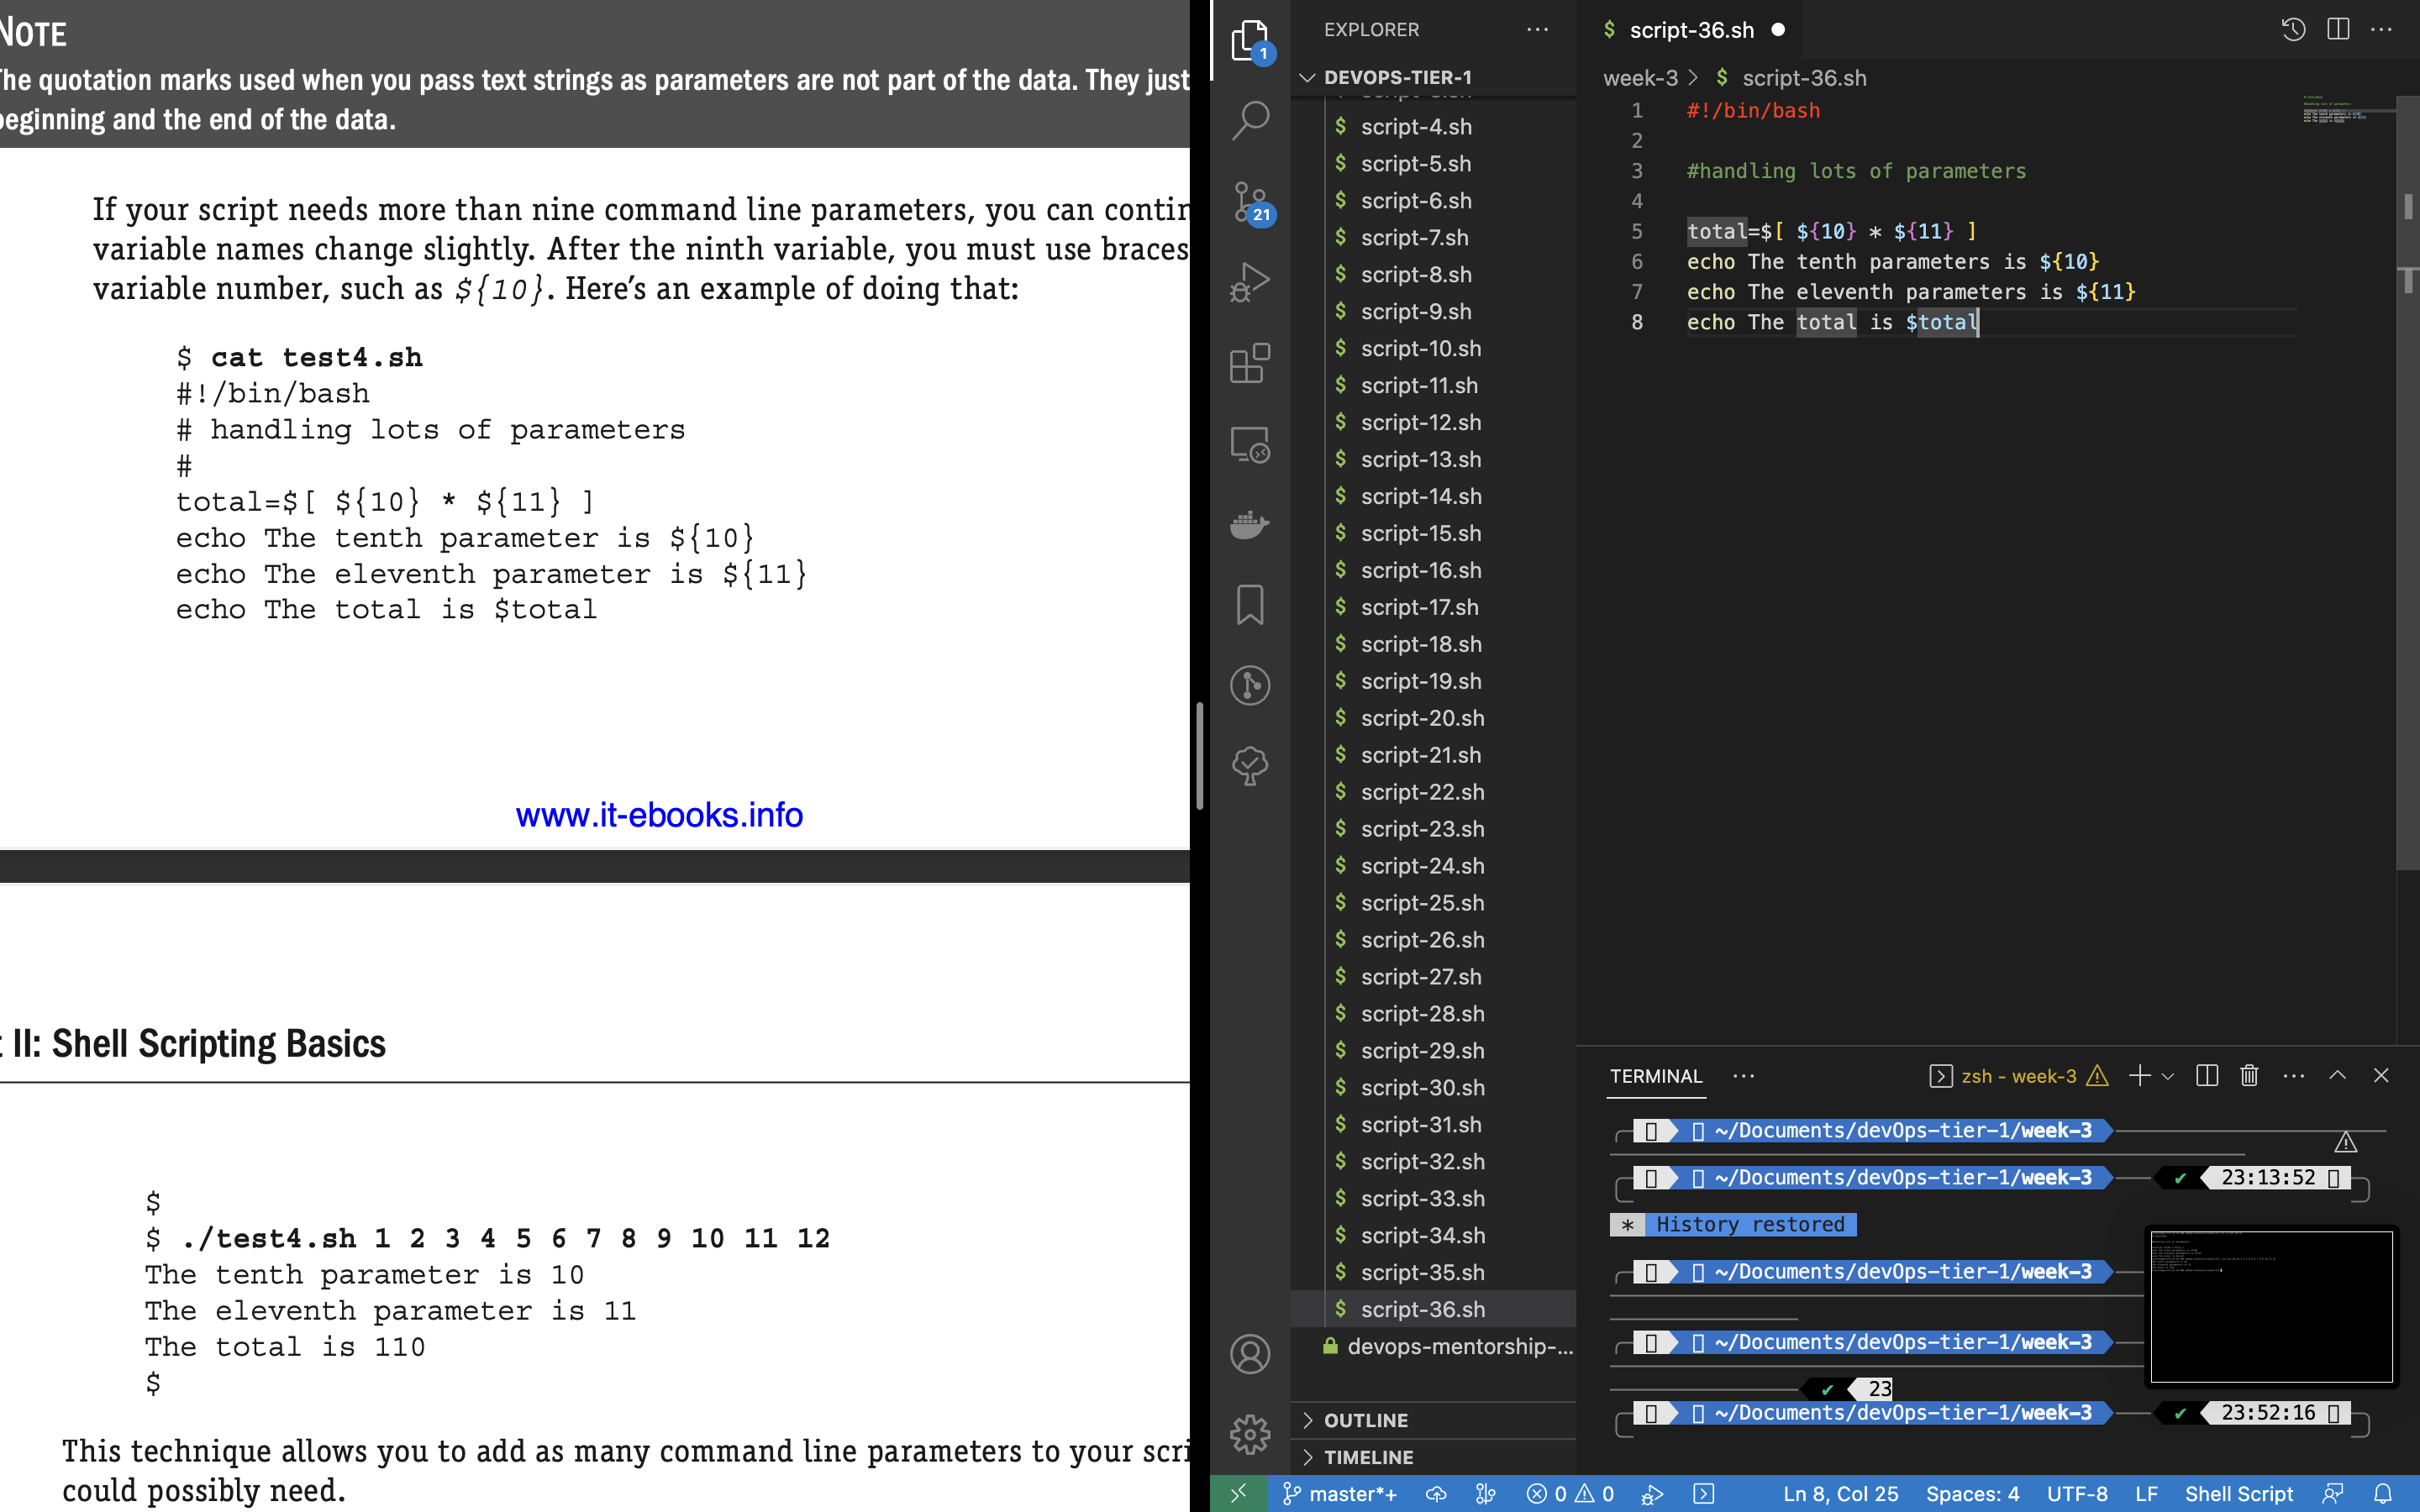 NOTE
The quotation marks used when you pass text strings as parameters are not part of the data. They just
beginning and the end of the data.
If your script needs more than nine command line parameters, you can contin
variable names change slightly. After the ninth variable, you must use braces
variable number, such as ${10}. Here's an example of doing that:
$ cat test4.sh
#!/bin/bash
# handling lots of parameters
#
total=$[ ${10} * ${11} ]
echo The tenth parameter is ${10}
echo The eleventh parameter is ${11}
echo The total is $total
www.it-ebooks.info
II: Shell Scripting Basics
$
$ ./test4.sh 1 2 3 4 5 6 7 8 9 10 11 12
The tenth parameter is 10
The eleventh parameter is 11
The total is 110
$
This technique allows you to add as many command line parameters to your scri
could possibly need.
1
21
EXPLORER
DEVOPS-TIER-1
$ script-4.sh
$ script-5.sh
$ script-6.sh
$ script-7.sh
$ script-8.sh
$ script-9.sh
$ script-10.sh
$ script-11.sh
$ script-12.sh
$ script-13.sh
$ script-14.sh
$ script-15.sh
$ script-16.sh
$ script-17.sh
$ script-18.sh
$ script-19.sh
$ script-20.sh
$ script-21.sh
$ script-22.sh
$ script-23.sh
$ script-24.sh
$ script-25.sh
$ script-26.sh
$ script-27.sh
$ script-28.sh
$ script-29.sh
$ script-30.sh
$ script-31.sh
$ script-32.sh
$ script-33.sh
$ script-34.sh
$ script-35.sh
$ script-36.sh
devops-mentorship-...
OUTLINE
TIMELINE
$ script-36.sh
week-3 > $ script-36.sh
1 #!/bin/bash
2
3 #handling lots of parameters
4
5 total=$[ ${10} * ${11} ]
6 echo The tenth parameters is ${10}
7 echo The eleventh parameters is ${11}
8 echo The total is $total
TERMINAL
zsh - week-3
~/Documents/devOps-tier-1/week-3
~/Documents/devOps-tier-1/week-3 ✔ 23:13:52
* History restored
~/Documents/devOps-tier-1/week-3
~/Documents/devOps-tier-1/week-3
✔ 23
~/Documents/devOps-tier-1/week-3 ✔ 23:52:16
master*+ 0 0 Ln 8, Col 25 Spaces: 4 UTF-8 LF Shell Script